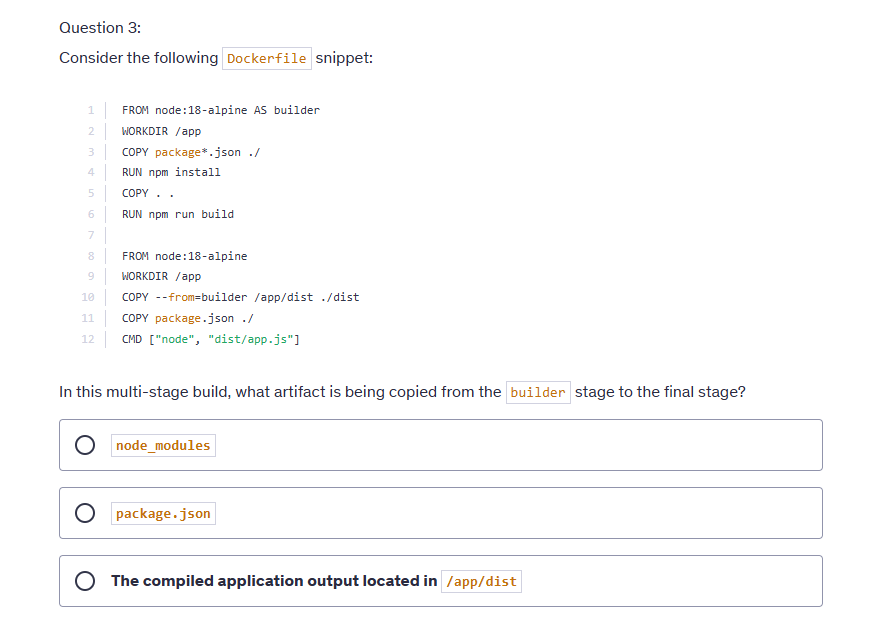 Question 3:
Consider the following Dockerfile snippet:
1 FROM node:18-alpine AS builder
2 WORKDIR /app
3 COPY package*.json ./
4 RUN npm install
5 COPY . .
6 RUN npm run build
7
8 FROM node:18-alpine
9 WORKDIR /app
10 COPY --from=builder /app/dist ./dist
11 COPY package.json ./
12 CMD ["node", "dist/app.js"]
In this multi-stage build, what artifact is being copied from the builder stage to the final stage?
node_modules
package.json
The compiled application output located in /app/dist